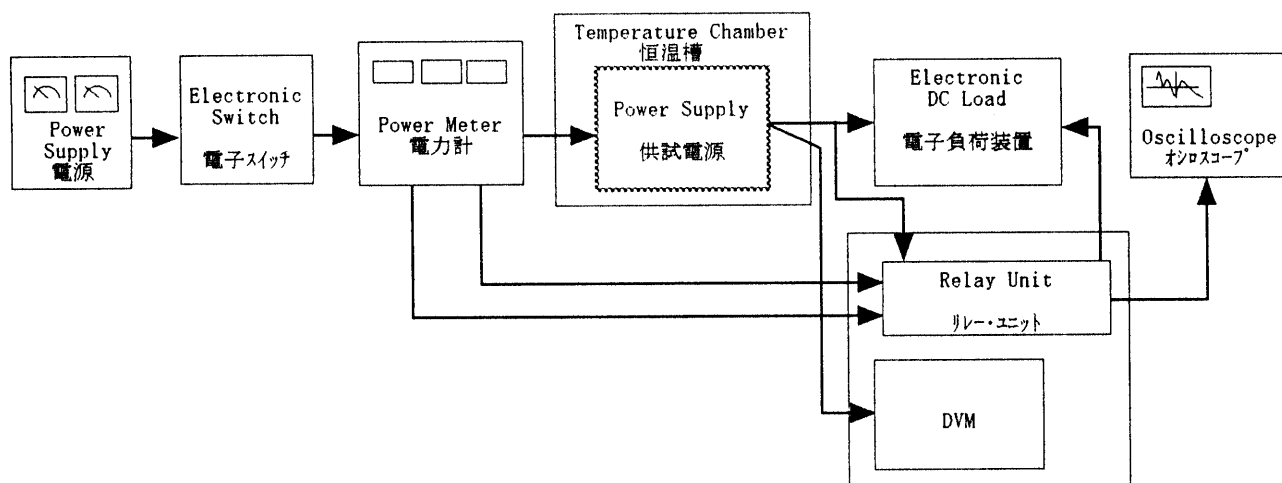 Power
Supply
電源
Electronic
Switch
電子スイッチ
Power Meter
電力計
Temperature Chamber
恒温槽
Power Supply
供試電源
Electronic
DC Load
電子負荷装置
Oscilloscope
オシロスコープ
Relay Unit
リレー・ユニット
DVM